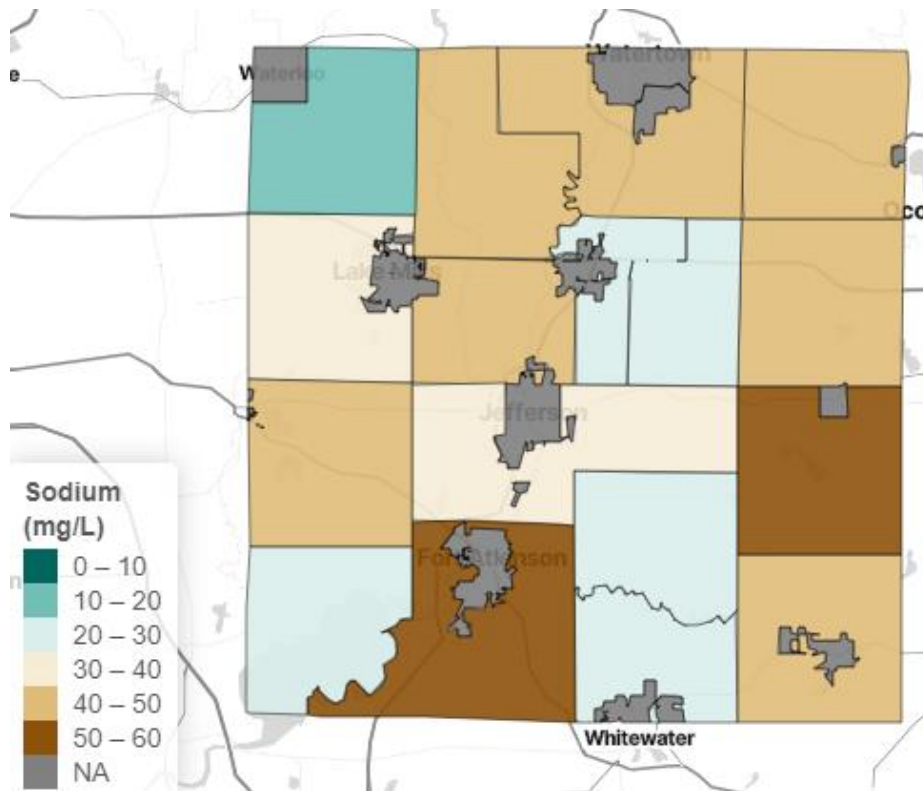 Watertown
Waterloo
e
Oco
Lake Mills
Jefferson
Fort Atkinson
n
Whitewater
Sodium
(mg/L)
0 – 10
10 – 20
20 – 30
30 – 40
40 – 50
50 – 60
NA